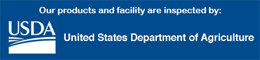 Our products and facility are inspected by:
USDA
United States Department of Agriculture